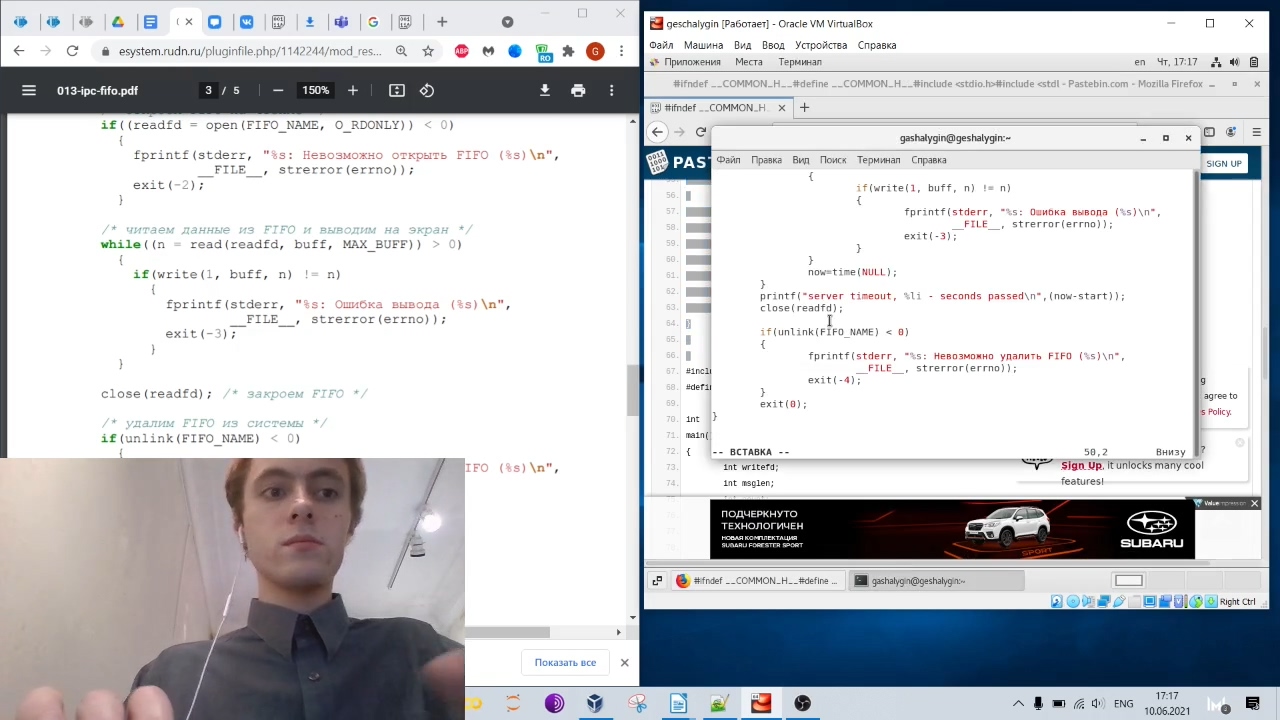 esystem.rudn.ru/pluginfile.php/1142244/mod_res...
013-ipc-fifo.pdf
3 / 5
150%
if((readfd = open(FIFO_NAME, O_RDONLY)) < 0)
{
fprintf(stderr, "%s: Невозможно открыть FIFO (%s)\n",
__FILE__, strerror(errno));
exit(-2);
}
/* читаем данные из FIFO и выводим на экран */
while((n = read(readfd, buff, MAX_BUFF)) > 0)
{
if(write(1, buff, n) != n)
{
fprintf(stderr, "%s: Ошибка вывода (%s)\n",
__FILE__, strerror(errno));
exit(-3);
}
}
close(readfd); /* закроем FIFO */
/* удалим FIFO из системы */
if(unlink(FIFO_NAME) < 0)
{
IFO (%s)\n",
Показать все
geschalygin [Работает] - Oracle VM VirtualBox
Файл Машина Вид Ввод Устройства Справка
Приложения Места Терминал
en Чт, 17:17
#ifndef __COMMON_H__#define __COMMON_H__#include <stdio.h>#include <stdl - Pastebin.com - Mozilla Firefox
#ifndef __COMMON_H
PAST
SIGN UP
gashalygin@geshalygin:~
Файл Правка Вид Поиск Терминал Справка
{
if(write(1, buff, n) != n)
{
fprintf(stderr, "%s: Ошибка вывода (%s)\n",
__FILE__, strerror(errno));
exit(-3);
}
}
now=time(NULL);
}
printf("server timeout, %li - seconds passed\n",(now-start));
close(readfd);
if(unlink(FIFO_NAME) < 0)
{
fprintf(stderr, "%s: Невозможно удалить FIFO (%s)\n",
__FILE__, strerror(errno));
exit(-4);
}
exit(0);
}
-- ВСТАВКА -- 50,2 Внизу
56.
57.
58.
59.
60.
61.
62.
63.
64.
65.
66.
67. #inclu
68. #defi
69.
70. int
71. main(
72. {
73. int writefd;
74. int msglen;
agree to
s Policy.
Sign Up, it unlocks many cool
features!
ПОДЧЕРКНУТО
ТЕХНОЛОГИЧЕН
НОВАЯ КОМПЛЕКТАЦИЯ
SUBARU FORESTER SPORT
SPORT
SUBARU
#ifndef __COMMON_H__#define ...
gashalygin@geshalygin:~
Right Ctrl
ENG
17:17
10.06.2021